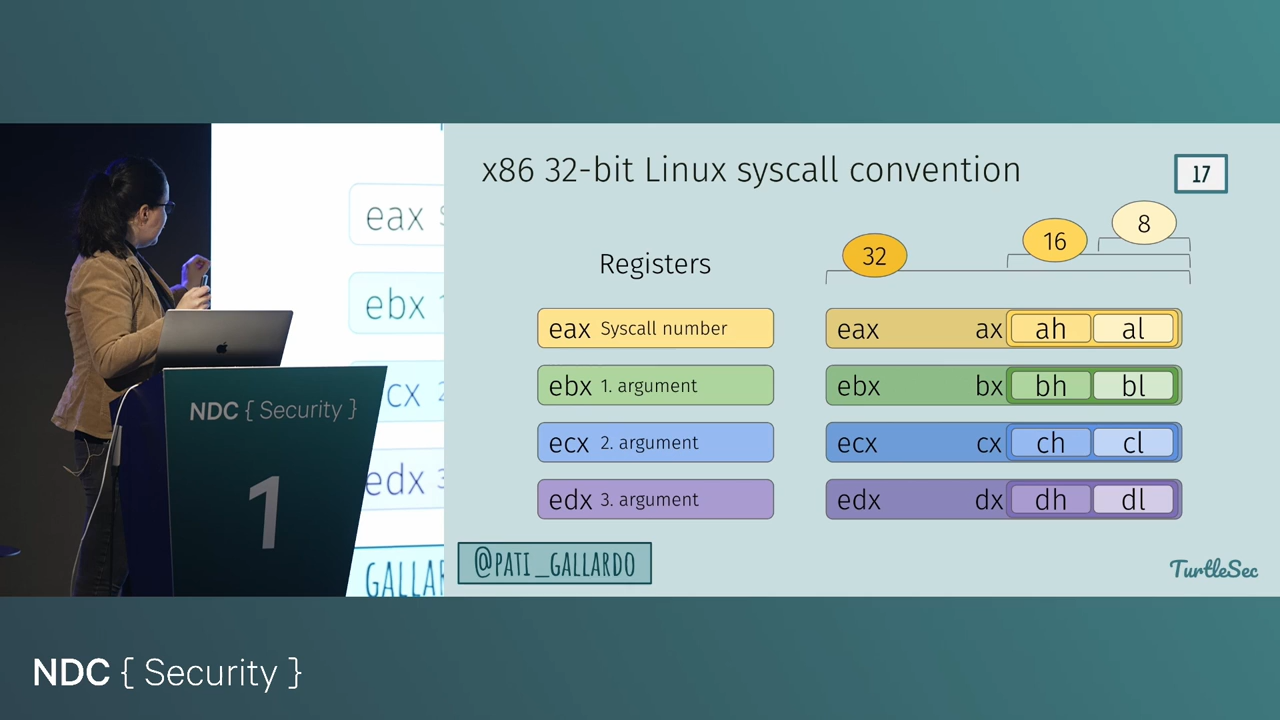 x86 32-bit Linux syscall convention
17
Registers
32
16
8
eax Syscall number
eax ax ah al
ebx 1. argument
ebx bx bh bl
ecx 2. argument
ecx cx ch cl
edx 3. argument
edx dx dh dl
@PATI_GALLARDO
TurtleSec
eax
ebx
cx
edx
GALLAR
NDC { Security }
1
NDC { Security }